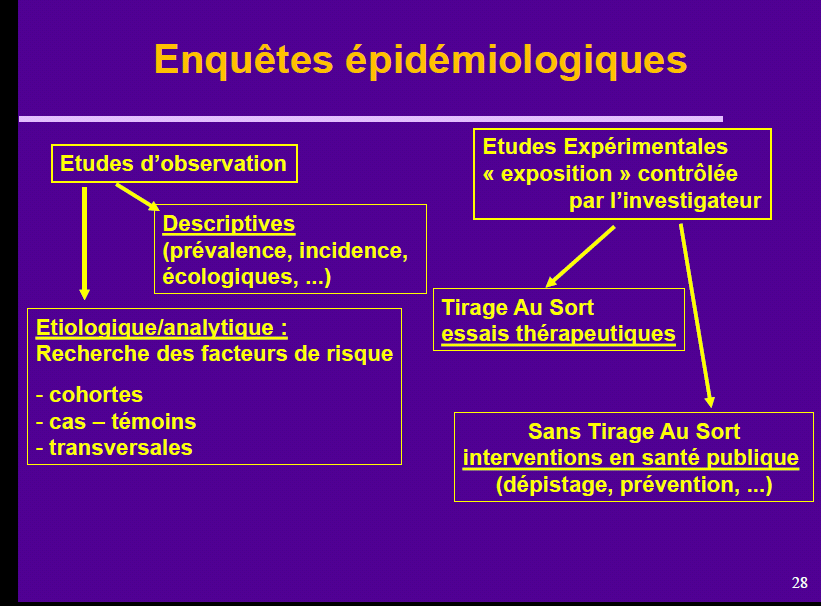 Enquêtes épidémiologiques
Etudes d’observation
Descriptives
(prévalence, incidence,
écologiques, ...)
Etiologique/analytique :
Recherche des facteurs de risque
- cohortes
- cas – témoins
- transversales
Etudes Expérimentales
« exposition » contrôlée
par l’investigateur
Tirage Au Sort
essais thérapeutiques
Sans Tirage Au Sort
interventions en santé publique
(dépistage, prévention, ...)
28